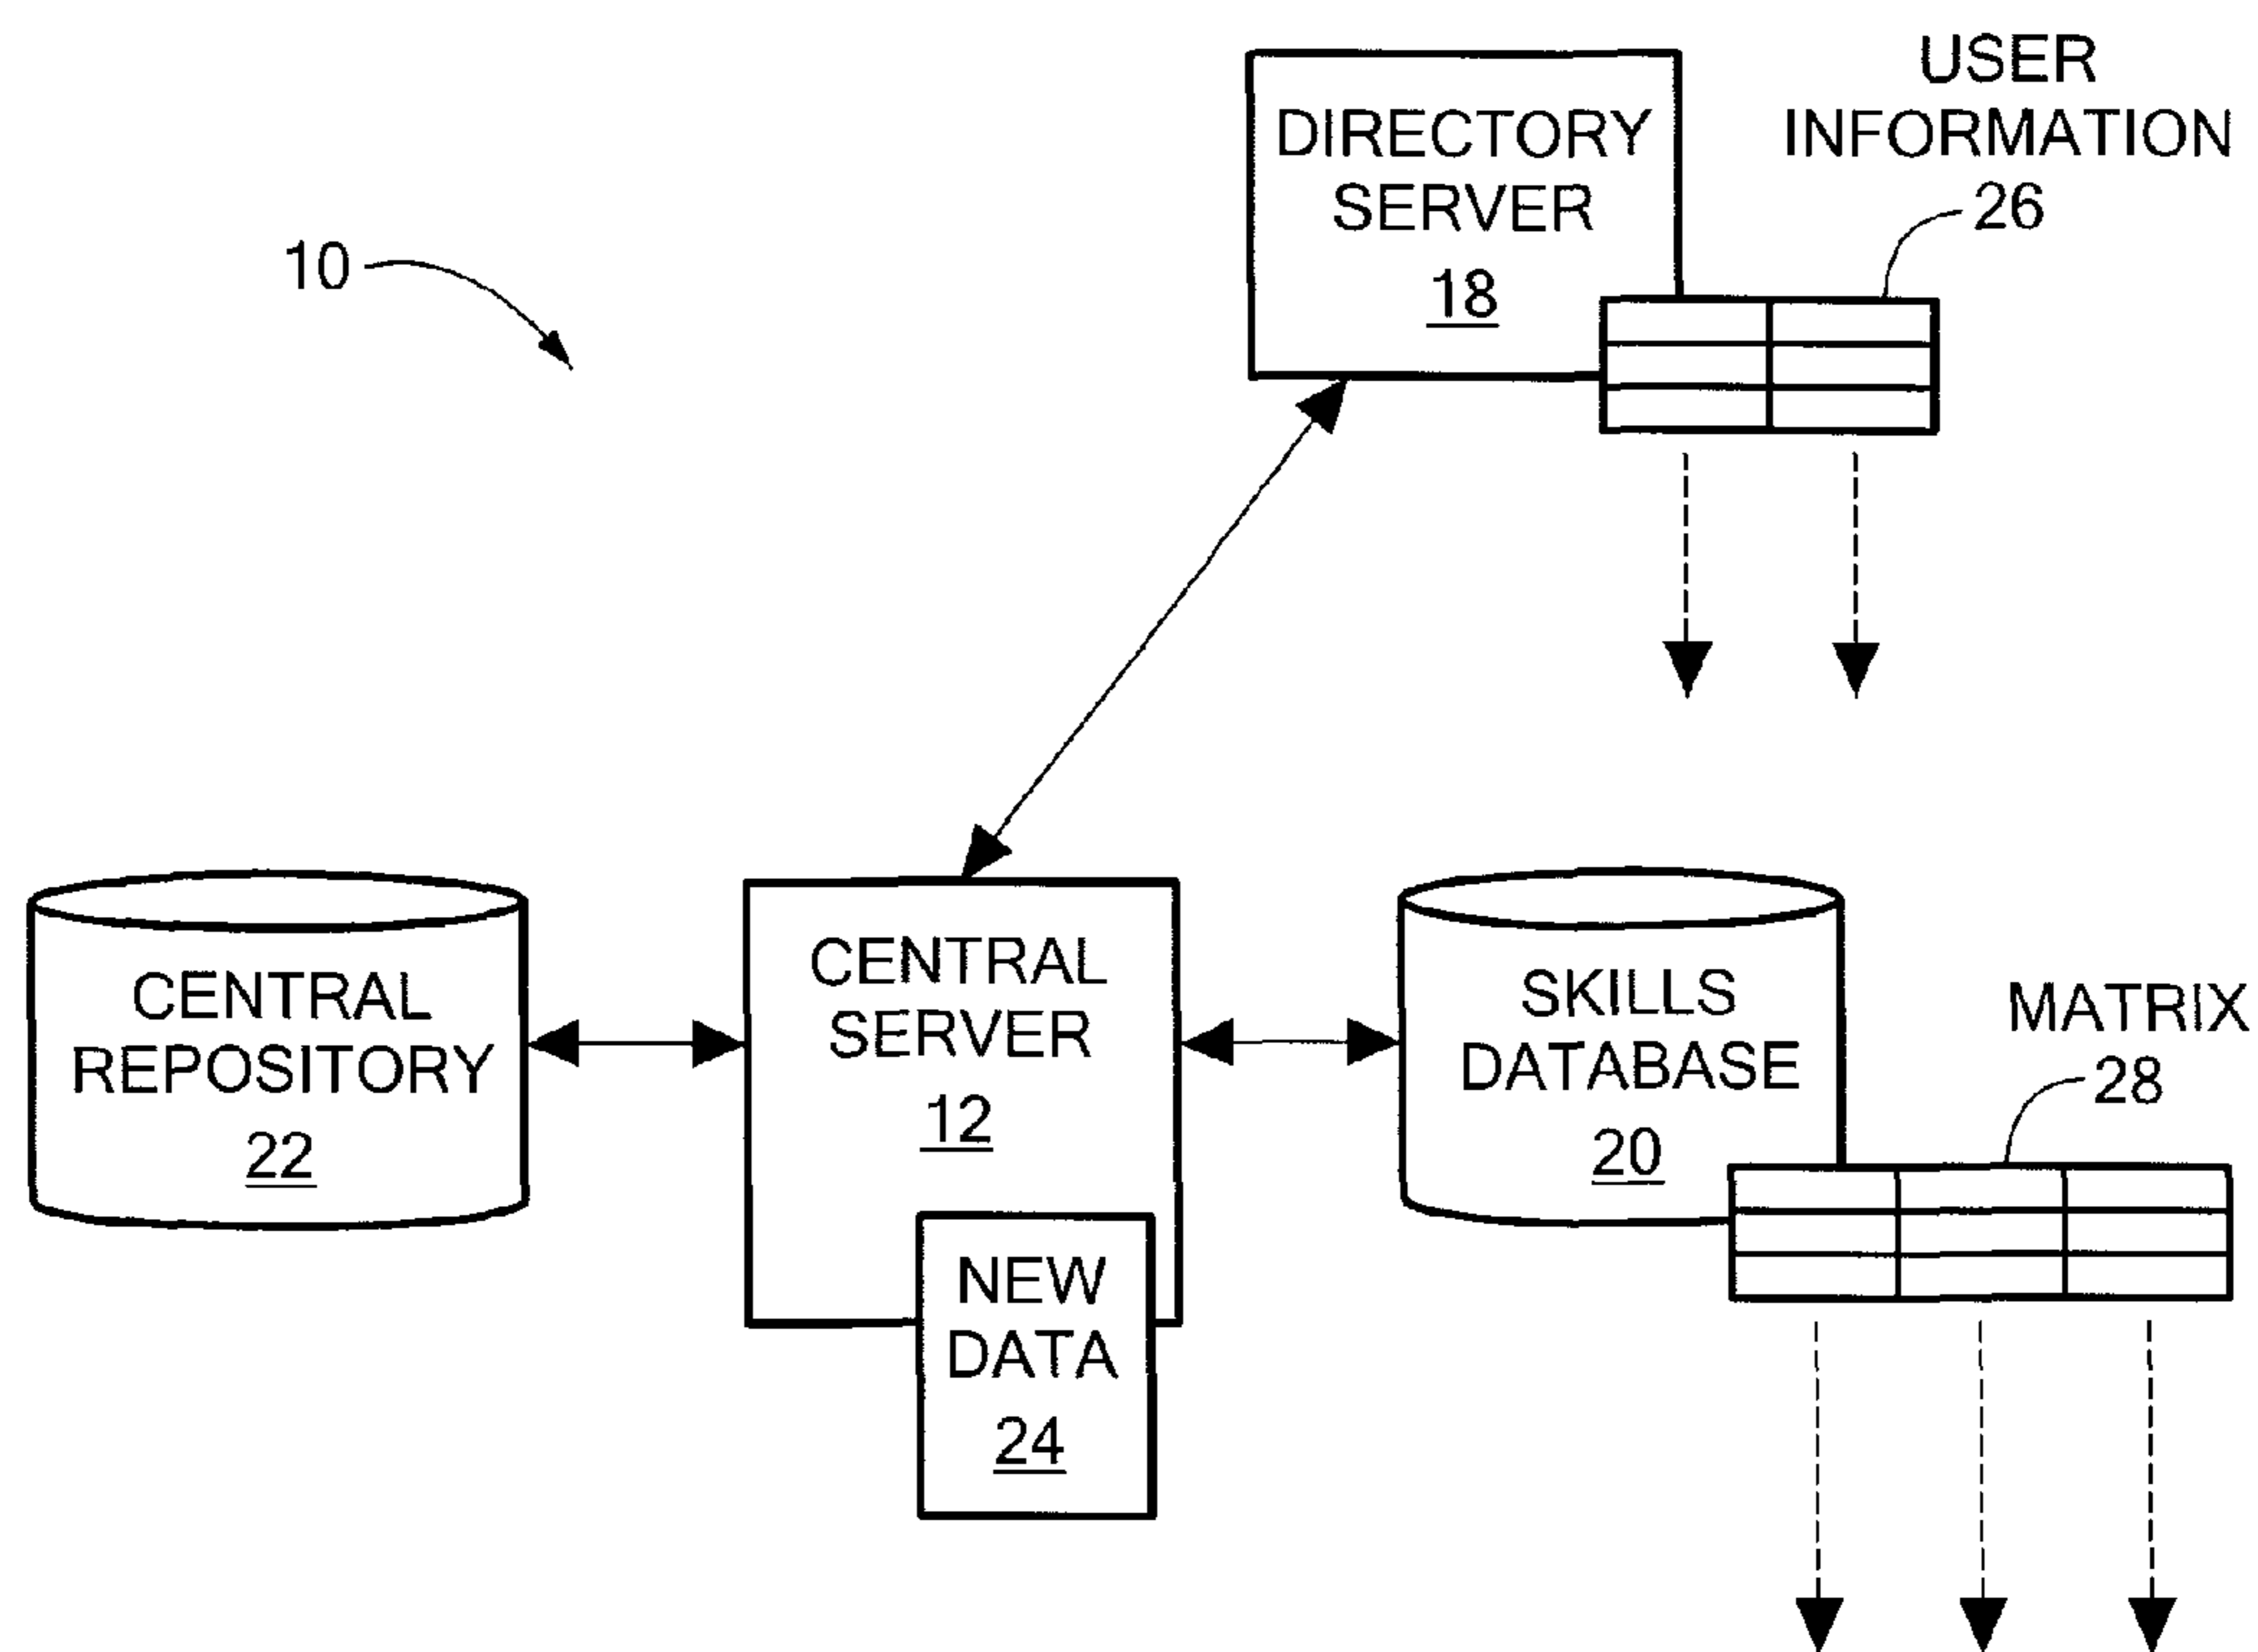 USER
INFORMATION
26
DIRECTORY
SERVER
18
10
CENTRAL
REPOSITORY
22
CENTRAL
SERVER
12
NEW
DATA
24
SKILLS
DATABASE
20
MATRIX
28